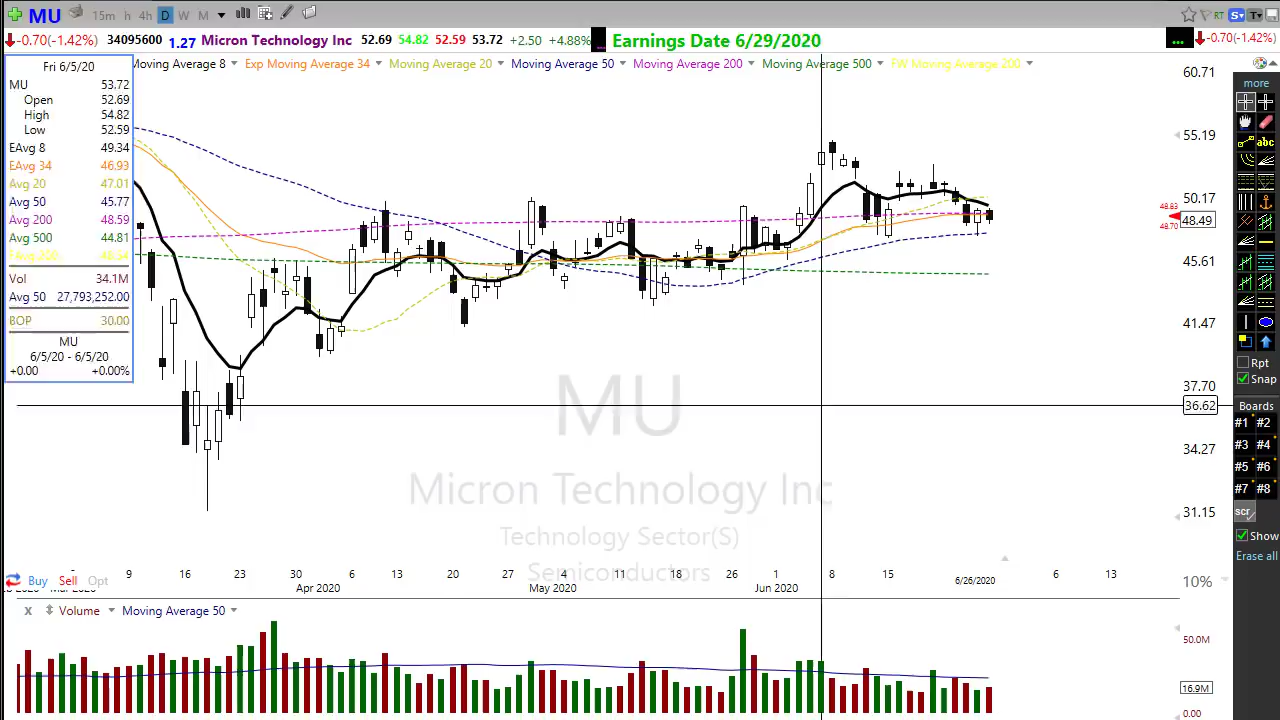 MU 15m h 4h D W M RT S T
-0.70(-1.42%) 34095600 1.27 Micron Technology Inc 52.69 54.82 52.59 53.72 +2.50 +4.88% ... Earnings Date 6/29/2020 ... -0.70(-1.42%)
Moving Average 8 Exp Moving Average 34 Moving Average 20 Moving Average 50 Moving Average 200 Moving Average 500 FW Moving Average 200
Fri 6/5/20
MU 53.72
Open 52.69
High 54.82
Low 52.59
EAvg 8 49.34
EAvg 34 46.93
Avg 20 47.01
Avg 50 45.77
Avg 200 48.59
Avg 500 44.81
Vol 34.1M
Avg 50 27,793,252.00
BOP 30.00
MU
6/5/20 - 6/5/20
+0.00 +0.00%
60.71
55.19
50.17
48.83
48.49
48.70
45.61
41.47
37.70
36.62
34.27
31.15
10%
MU
Micron Technology Inc
Technology Sector(S)
Semiconductors
9 16 23 30 6 13 20 27 4 11 18 26 1 8 15 6/26/2020 6 13
Apr 2020 May 2020 Jun 2020
Buy Sell Opt
X Volume Moving Average 50
50.0M
16.9M
0.00
more
abc
Rpt
Snap
Boards
#1 #2
#3 #4
#5 #6
#7 #8
scr
Show
Erase all